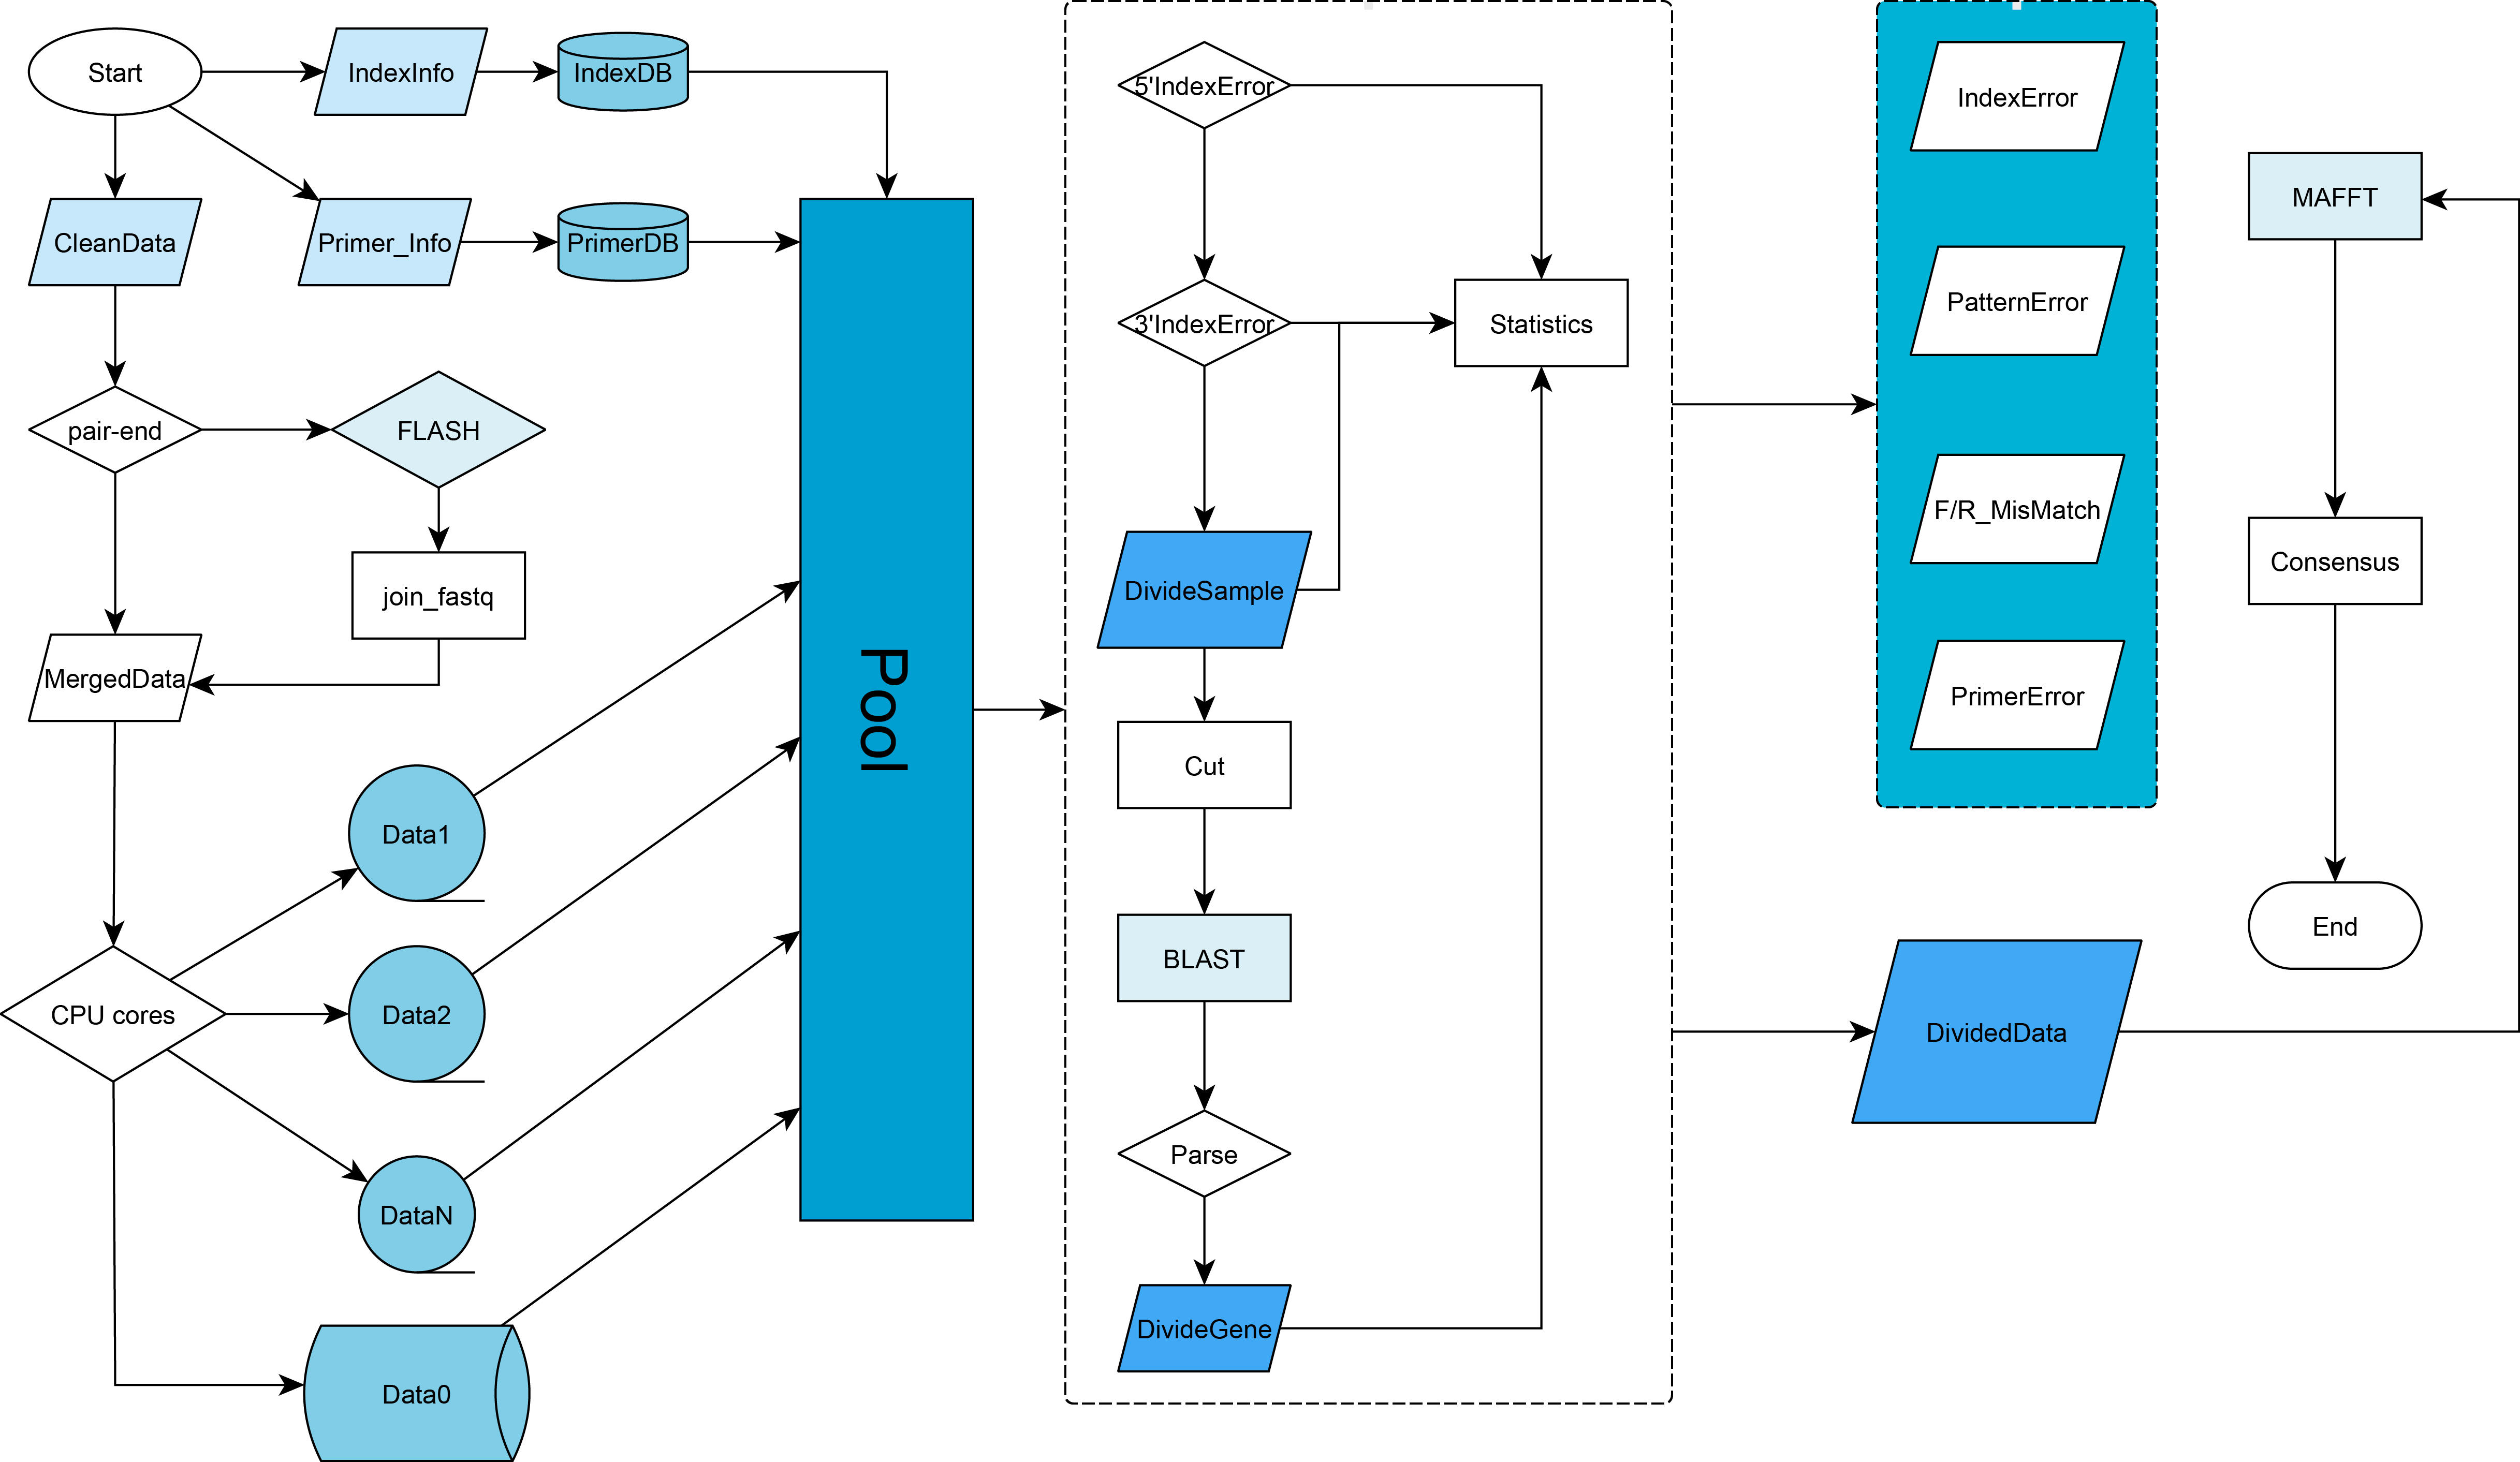 Start
IndexInfo
IndexDB
CleanData
Primer_Info
PrimerDB
pair-end
FLASH
join_fastq
MergedData
Data1
CPU cores
Data2
DataN
Data0
Pool
5'IndexError
3'IndexError
Statistics
DivideSample
Cut
BLAST
Parse
DivideGene
IndexError
PatternError
F/R_MisMatch
PrimerError
DividedData
MAFFT
Consensus
End